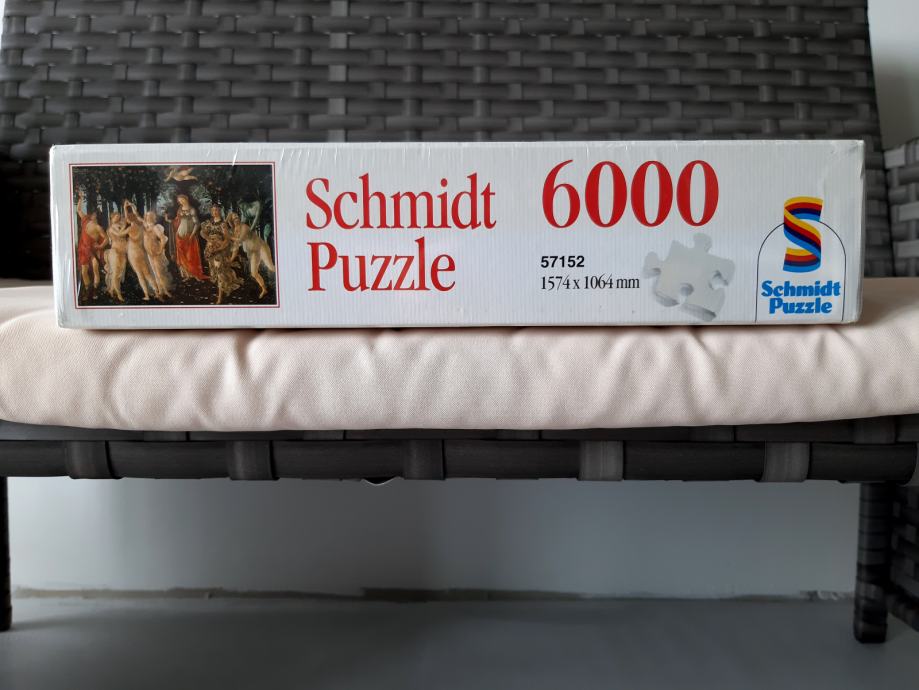 Schmidt
Puzzle
6000
57152
1574 x 1064 mm
Schmidt
Puzzle